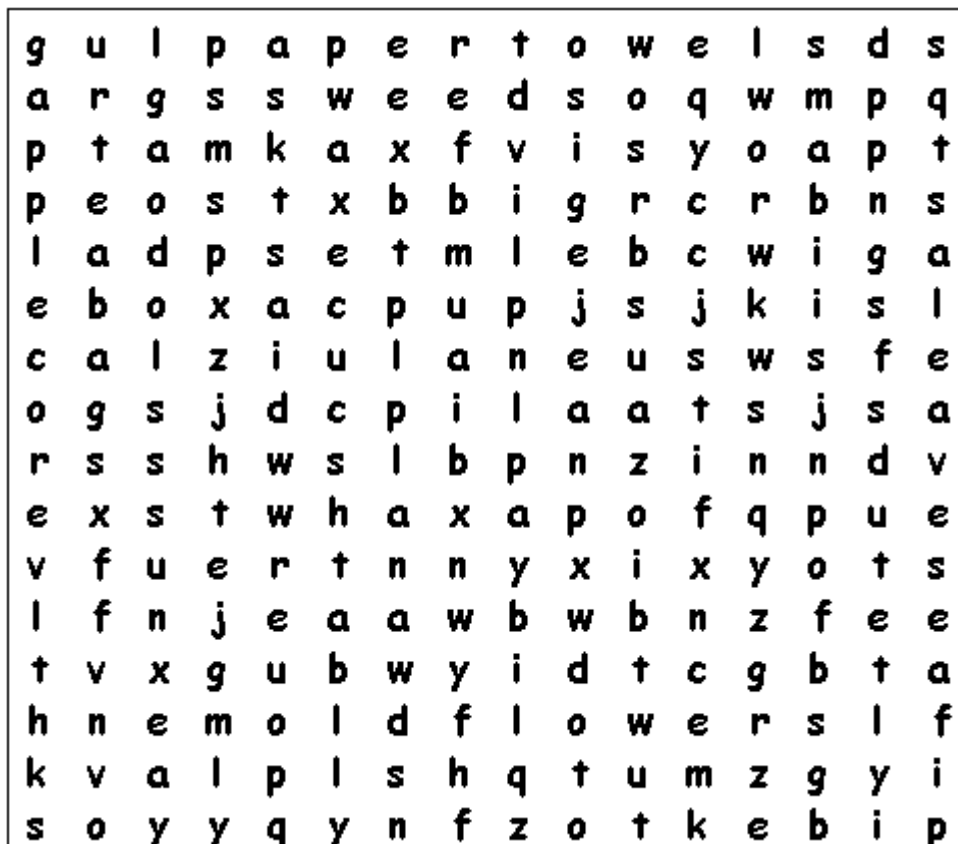 g u l p a p e r t o w e l s d s
a r g s s w e e d s o q w m p q
p t a m k a x f v i s y o a p t
p e o s t x b b i g r c r b n s
l a d p s e t m l e b c w i g a
e b o x a c p u p j s j k i s l
c a l z i u l a n e u s w s f e
o g s j d c p i l a a t s j s a
r s s h w s l b p n z i n n d v
e x s t w h a x a p o f q p u e
v f u e r t n n y x i x y o t s
l f n j e a a w b w b n z f e e
t v x g u b w y i d t c g b t a
h n e m o l d f l o w e r s l f
k v a l p l s h q t u m z g y i
s o y y q y n f z o t k e b i p